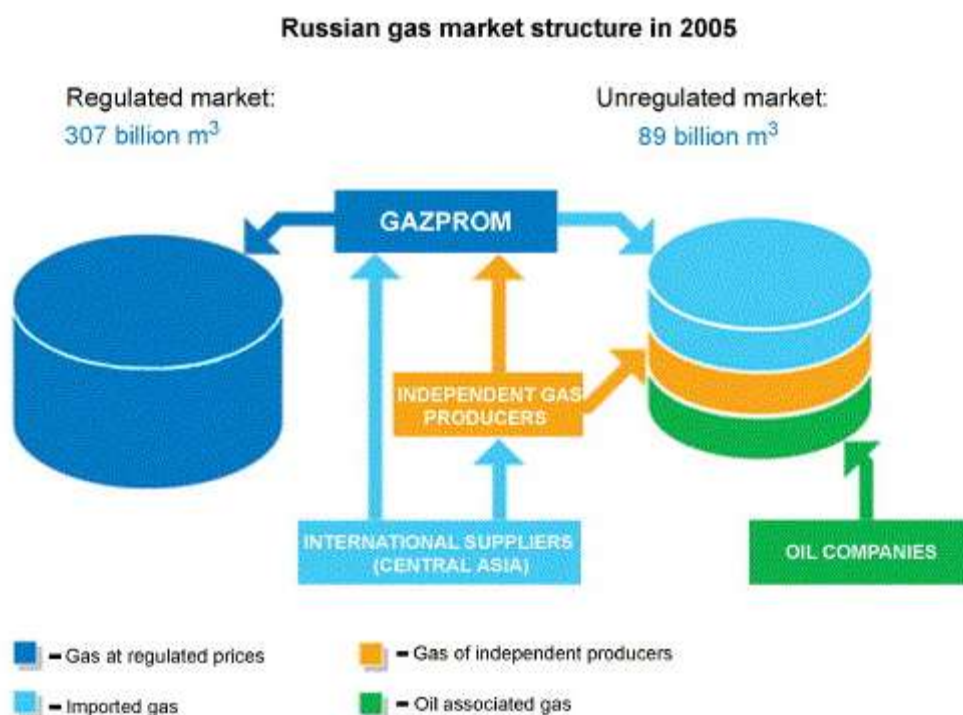 Russian gas market structure in 2005
Regulated market:
307 billion m³
Unregulated market:
89 billion m³
GAZPROM
INDEPENDENT GAS
PRODUCERS
INTERNATIONAL SUPPLIERS
(CENTRAL ASIA)
OIL COMPANIES
– Gas at regulated prices
– Gas of independent producers
– Imported gas
– Oil associated gas